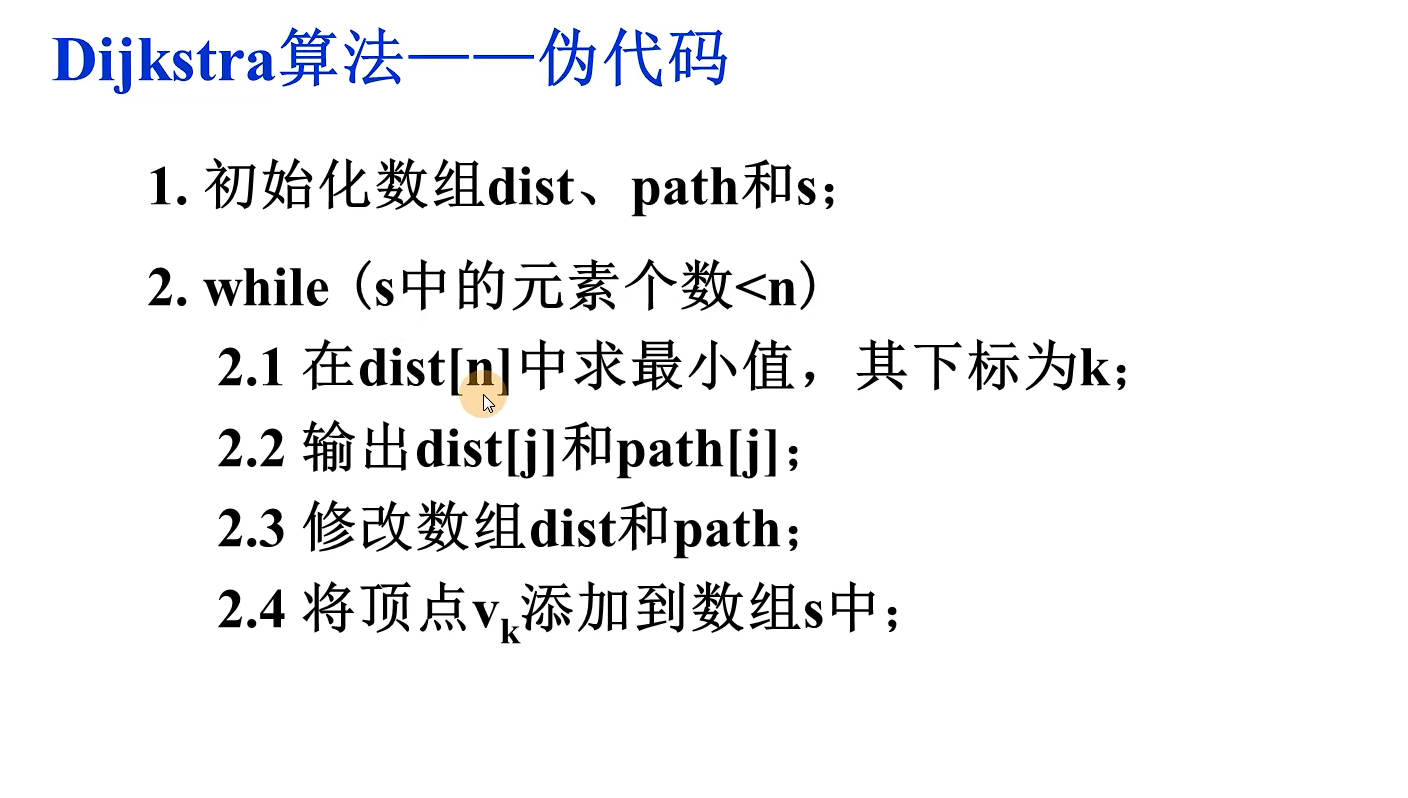 Dijkstra算法——伪代码
1. 初始化数组dist、path和s；
2. while（s中的元素个数<n）
2.1 在dist[n]中求最小值，其下标为k；
2.2 输出dist[j]和path[j]；
2.3 修改数组dist和path；
2.4 将顶点vk添加到数组s中；